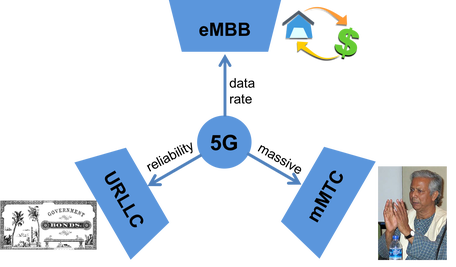 eMBB
$
data
rate
5G
reliability
massive
URLLC
mMTC
GOVERNMENT
BONDS.